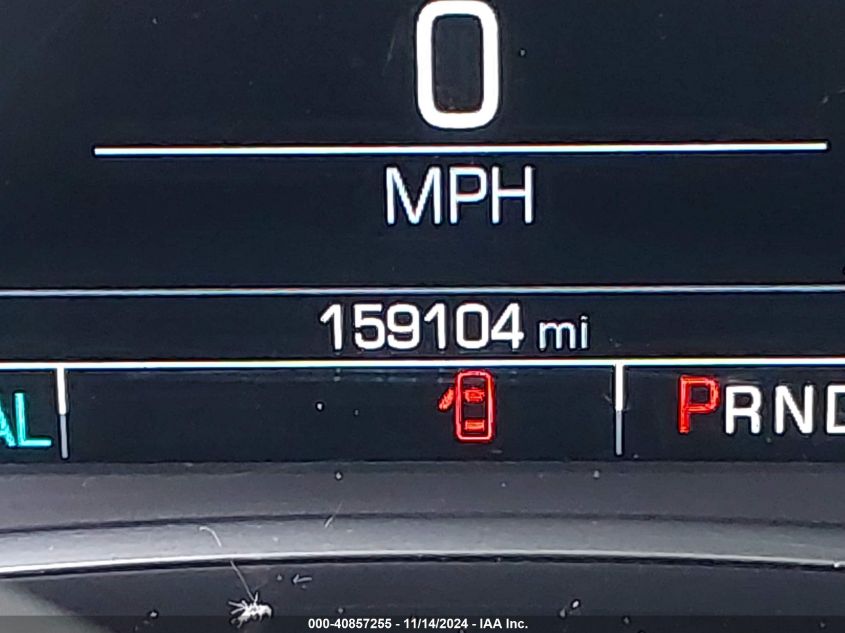 0
MPH
159104 mi
AL PRND
000-40857255 - 11/14/2024 - IAA Inc.